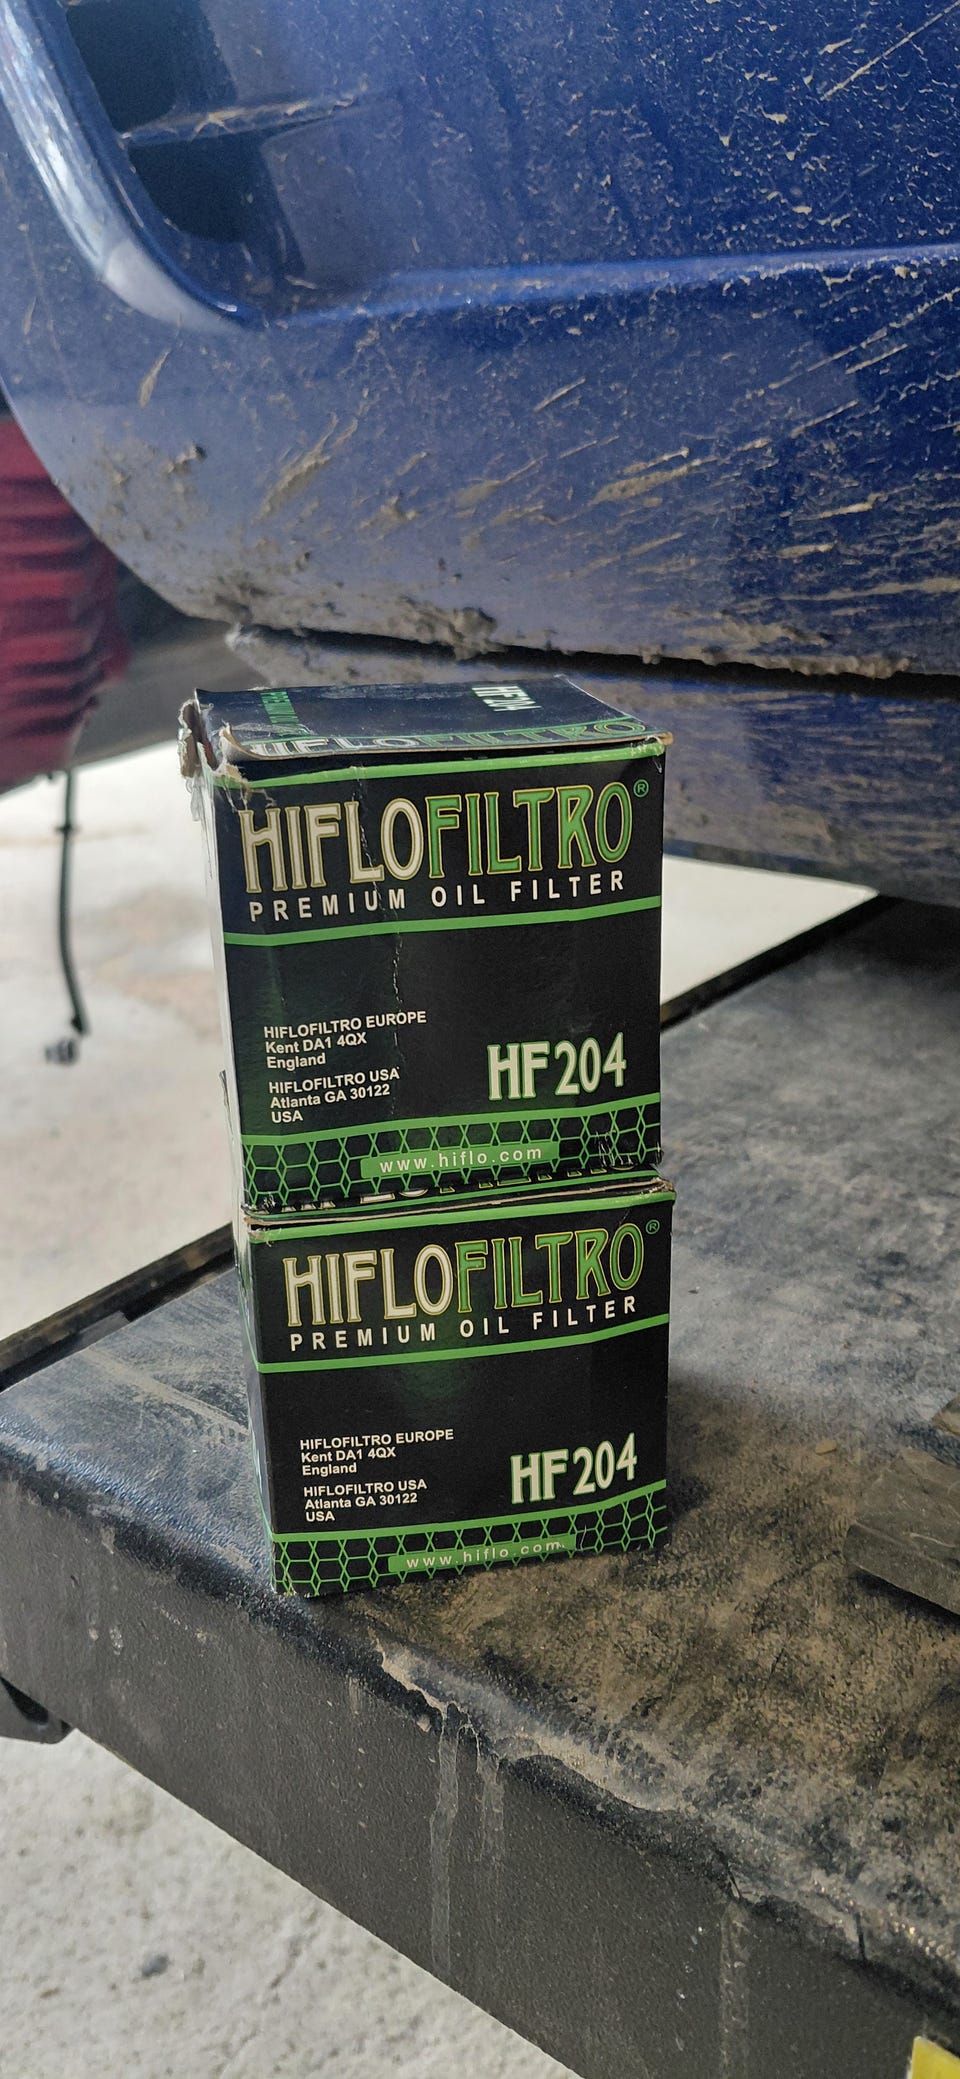 HF204
HIFLOFILTRO
HIFLOFILTRO®
PREMIUM OIL FILTER
HIFLOFILTRO EUROPE
Kent DA1 4QX
England
HIFLOFILTRO USA
Atlanta GA 30122
USA
HF204
www.hiflo.com
HIFLOFILTRO®
PREMIUM OIL FILTER
HIFLOFILTRO EUROPE
Kent DA1 4QX
England
HIFLOFILTRO USA
Atlanta GA 30122
USA
HF204
www.hiflo.com